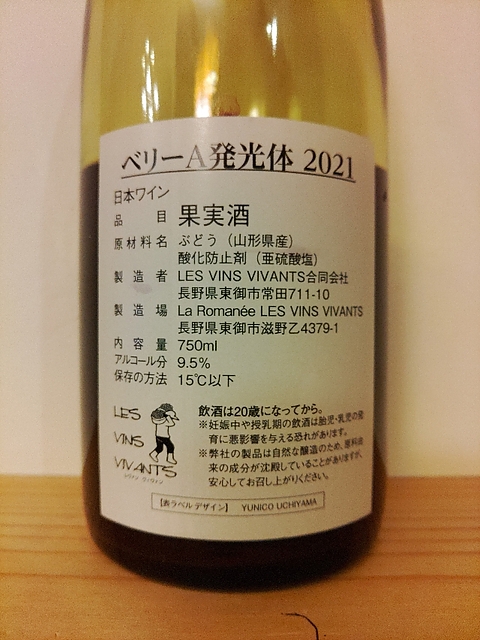 ベリーA発光体 2021
日本ワイン
品目 果実酒
原材料名 ぶどう（山形県産）
酸化防止剤（亜硫酸塩）
製造者 LES VINS VIVANTS合同会社
長野県東御市常田711-10
製造場 La Romanée LES VINS VIVANTS
長野県東御市滋野乙4379-1
内容量 750ml
アルコール分 9.5%
保存の方法 15℃以下
LES
VINS
VIVANTS
レヴァン ヴィヴァン
飲酒は20歳になってから。
※妊娠中や授乳期の飲酒は胎児・乳児の発
育に悪影響を与える恐れがあります。
※弊社の製品は自然な醸造のため、原料由
来の成分が沈殿していることがありますが、
安心してお召し上がりください。
【表ラベルデザイン】 YUNICO UCHIYAMA